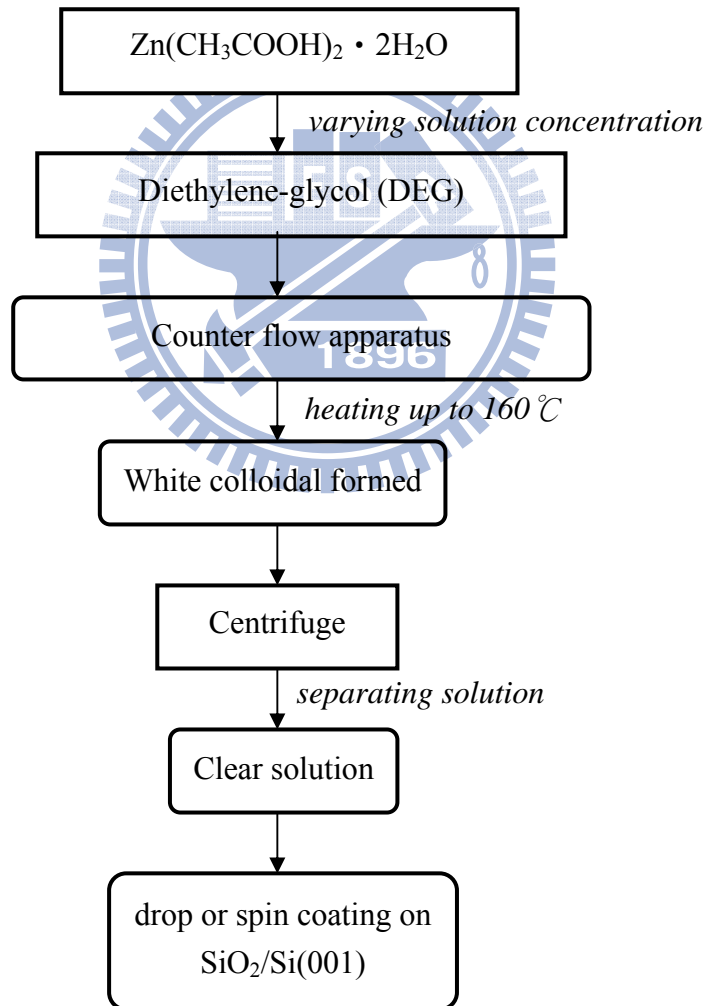 Zn(CH₃COOH)₂・2H₂O
varying solution concentration
Diethylene-glycol (DEG)
Counter flow apparatus
1896
heating up to 160℃
White colloidal formed
Centrifuge
separating solution
Clear solution
drop or spin coating on
SiO₂/Si(001)